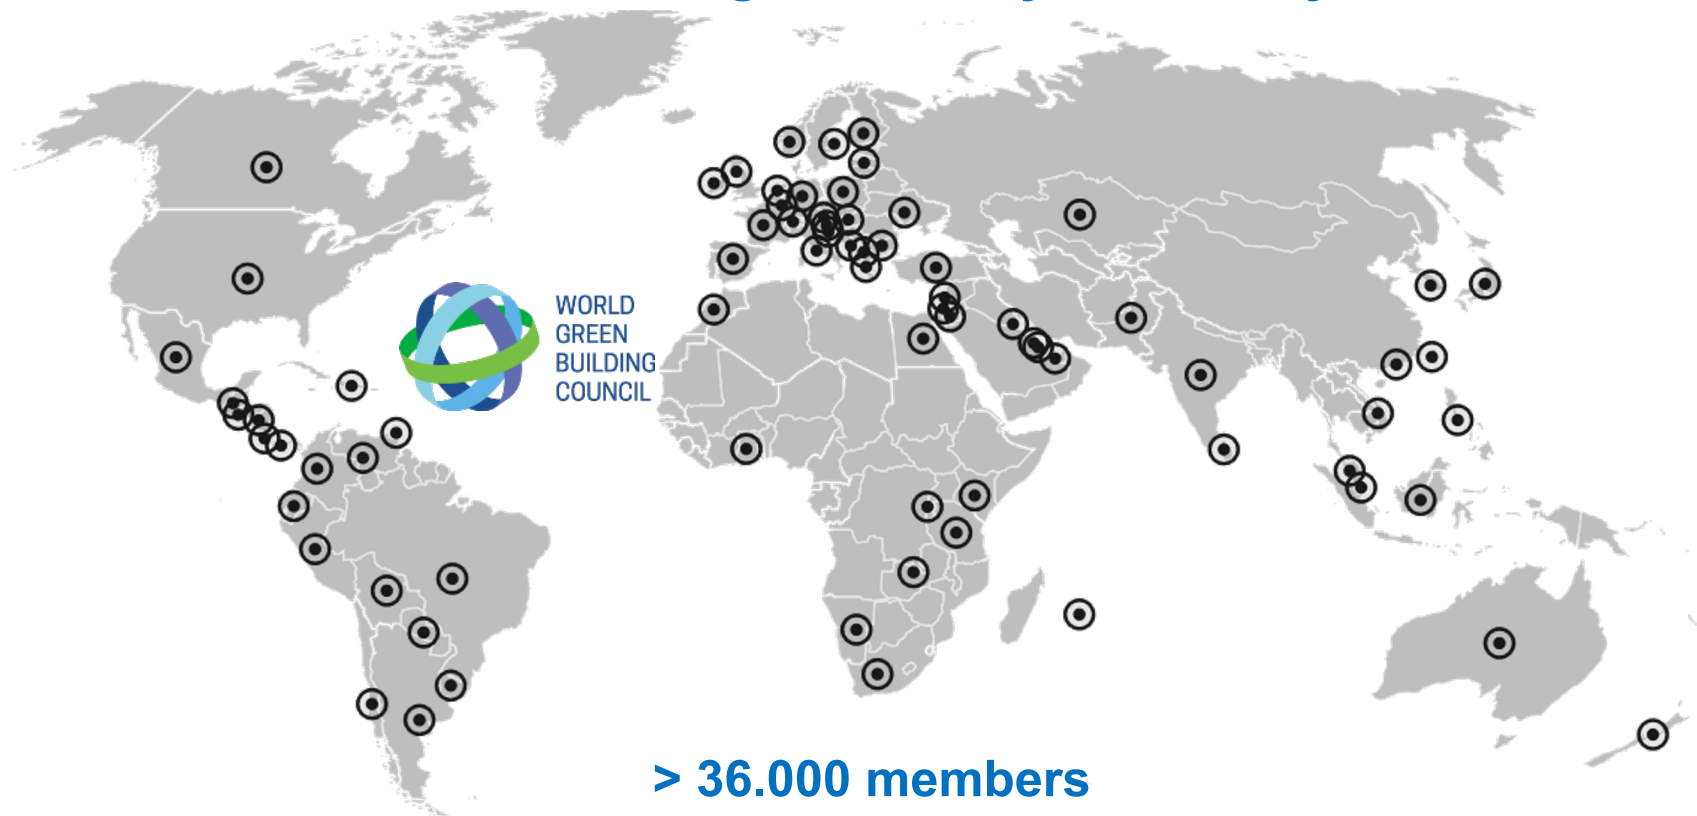 WORLD
GREEN
BUILDING
COUNCIL
> 36.000 members